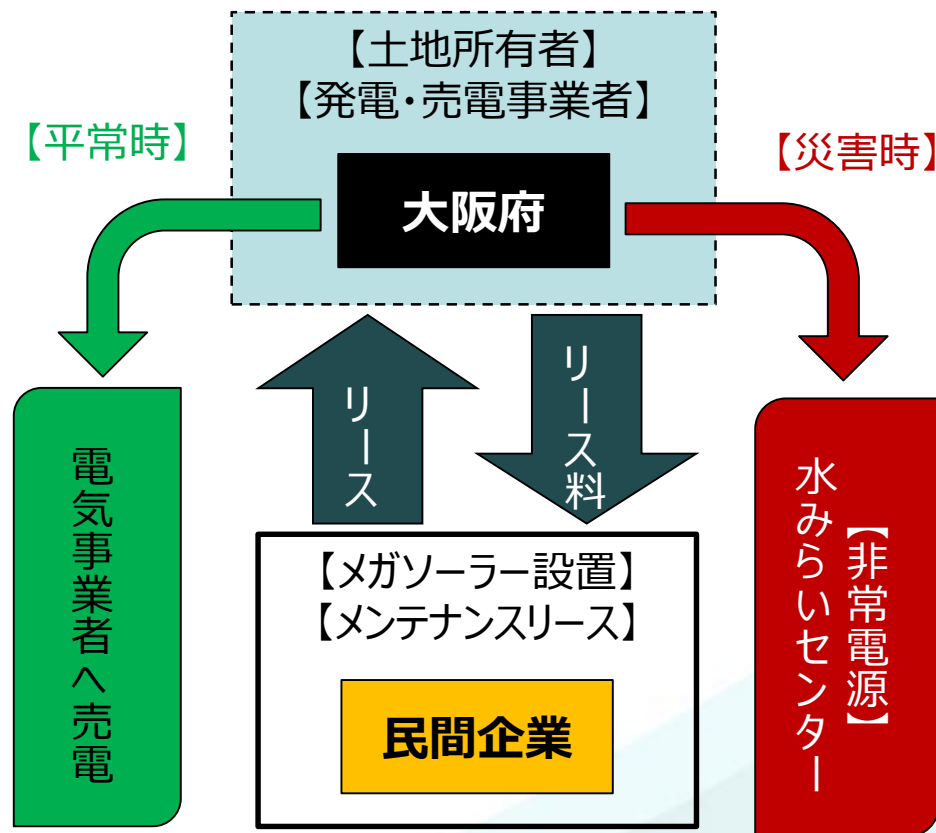 【土地所有者】
【発電・売電事業者】
【平常時】
【災害時】
大阪府
リース
リース料
電気事業者へ売電
【非常電源】
水みらいセンター
【メガソーラー設置】
【メンテナンスリース】
民間企業